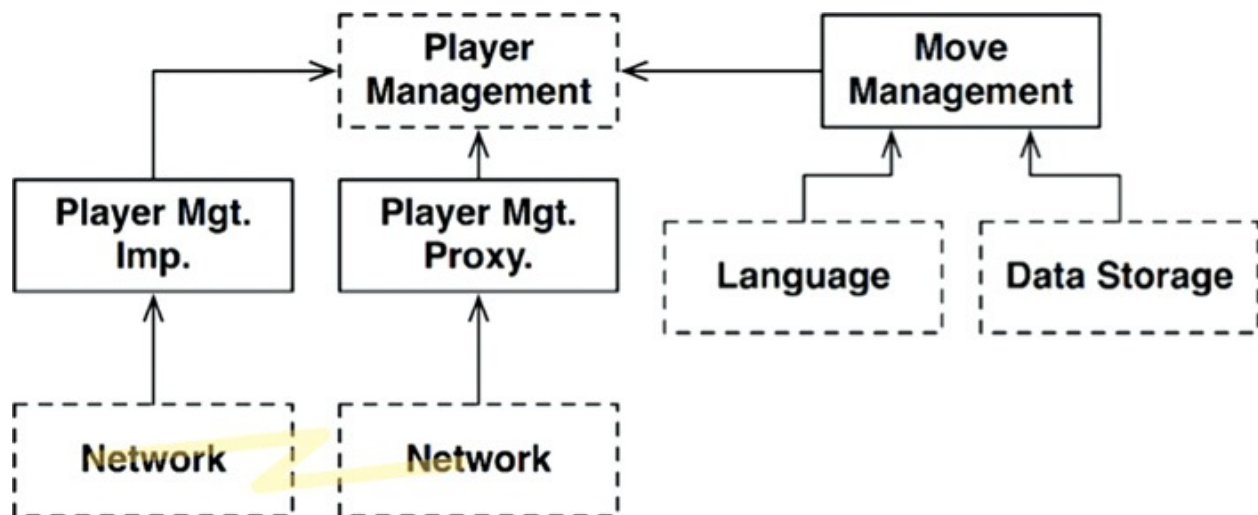 Player
Management
Move
Management
Player Mgt.
Imp.
Player Mgt.
Proxy.
Language
Data Storage
Network
Network